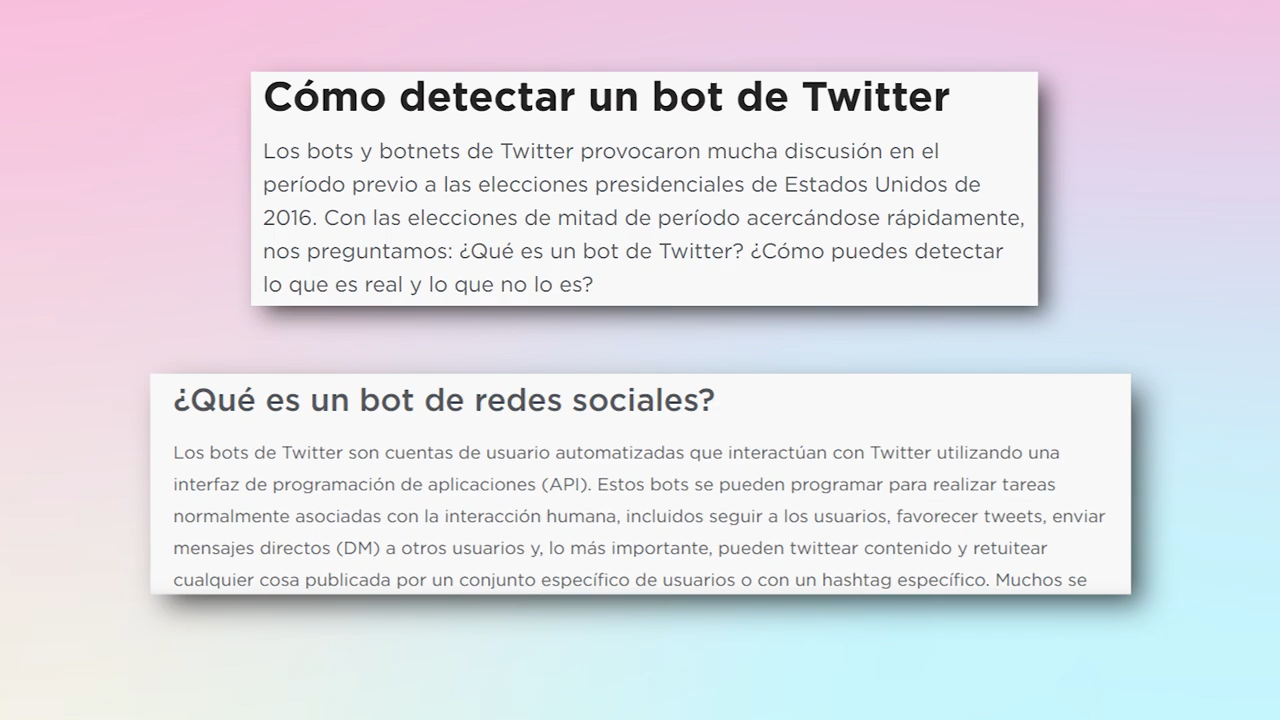 Cómo detectar un bot de Twitter
Los bots y botnets de Twitter provocaron mucha discusión en el
período previo a las elecciones presidenciales de Estados Unidos de
2016. Con las elecciones de mitad de período acercándose rápidamente,
nos preguntamos: ¿Qué es un bot de Twitter? ¿Cómo puedes detectar
lo que es real y lo que no lo es?
¿Qué es un bot de redes sociales?
Los bots de Twitter son cuentas de usuario automatizadas que interactúan con Twitter utilizando una
interfaz de programación de aplicaciones (API). Estos bots se pueden programar para realizar tareas
normalmente asociadas con la interacción humana, incluidos seguir a los usuarios, favorecer tweets, enviar
mensajes directos (DM) a otros usuarios y, lo más importante, pueden twittear contenido y retuitear
cualquier cosa publicada por un conjunto específico de usuarios o con un hashtag específico. Muchos se